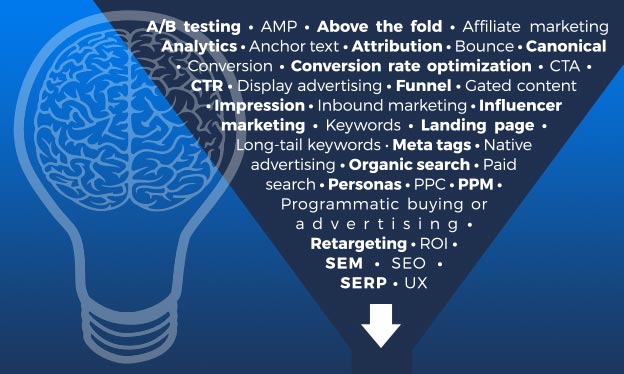 A/B testing • AMP • Above the fold • Affiliate marketing
Analytics • Anchor text • Attribution • Bounce • Canonical
• Conversion • Conversion rate optimization • CTA •
CTR • Display advertising • Funnel • Gated content
• Impression • Inbound marketing • Influencer
marketing • Keywords • Landing page •
Long-tail keywords • Meta tags • Native
advertising • Organic search • Paid
search • Personas • PPC • PPM •
Programmatic buying or
advertising •
Retargeting • ROI •
SEM • SEO •
SERP • UX